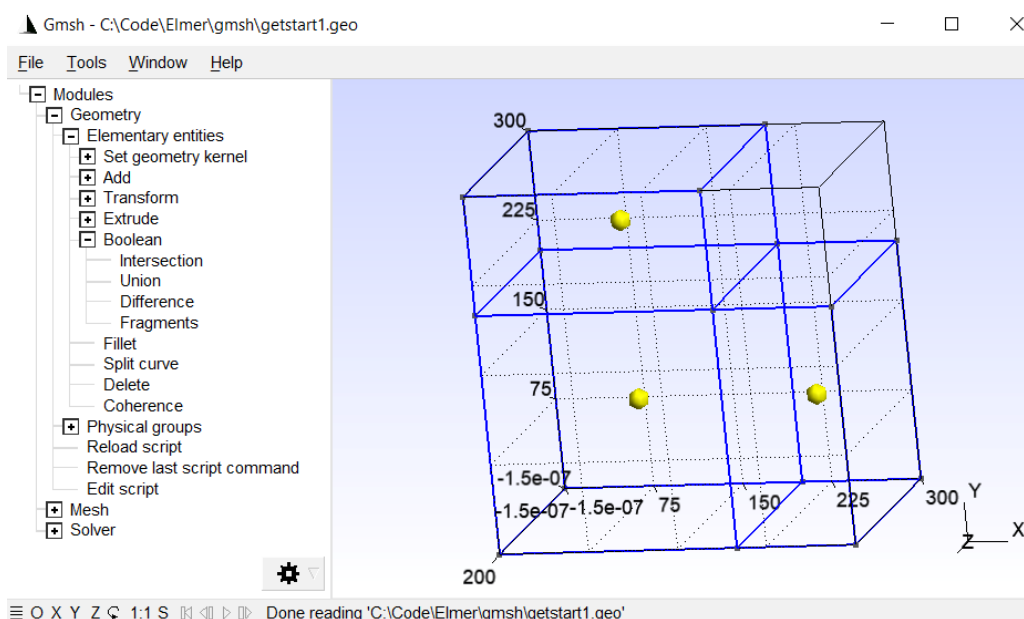 Gmsh - C:\Code\Elmer\gmsh\getstart1.geo
File Tools Window Help
Modules
Geometry
Elementary entities
Set geometry kernel
Add
Transform
Extrude
Boolean
Intersection
Union
Difference
Fragments
Fillet
Split curve
Delete
Coherence
Physical groups
Reload script
Remove last script command
Edit script
Mesh
Solver
300
225
150
75
-1.5e-07
-1.5e-07 -1.5e-07 75 150 225 300
200
Y
X
Z
O X Y Z 1:1 S Done reading 'C:\Code\Elmer\gmsh\getstart1.geo'